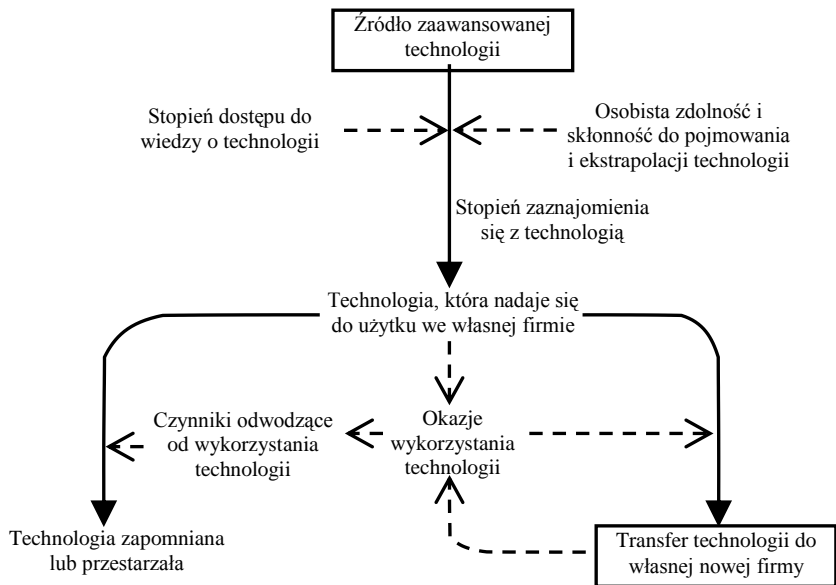 Źródło zaawansowanej
technologii
Stopień dostępu do
wiedzy o technologii
Osobista zdolność i
skłonność do pojmowania
i ekstrapolacji technologii
Stopień zaznajomienia
się z technologią
Technologia, która nadaje się
do użytku we własnej firmie
Czynniki odwodzące
od wykorzystania
technologii
Okazje
wykorzystania
technologii
Technologia zapomniana
lub przestarzała
Transfer technologii do
własnej nowej firmy